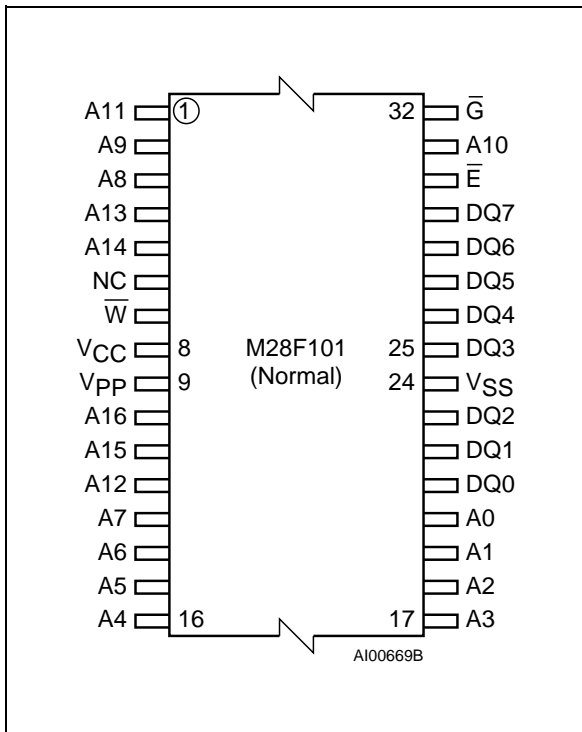 A11 1 32 G̅
A9 A10
A8 E̅
A13 DQ7
A14 DQ6
NC DQ5
W̅ DQ4
VCC 8 M28F101 25 DQ3
VPP 9 (Normal) 24 VSS
A16 DQ2
A15 DQ1
A12 DQ0
A7 A0
A6 A1
A5 A2
A4 16 17 A3
AI00669B